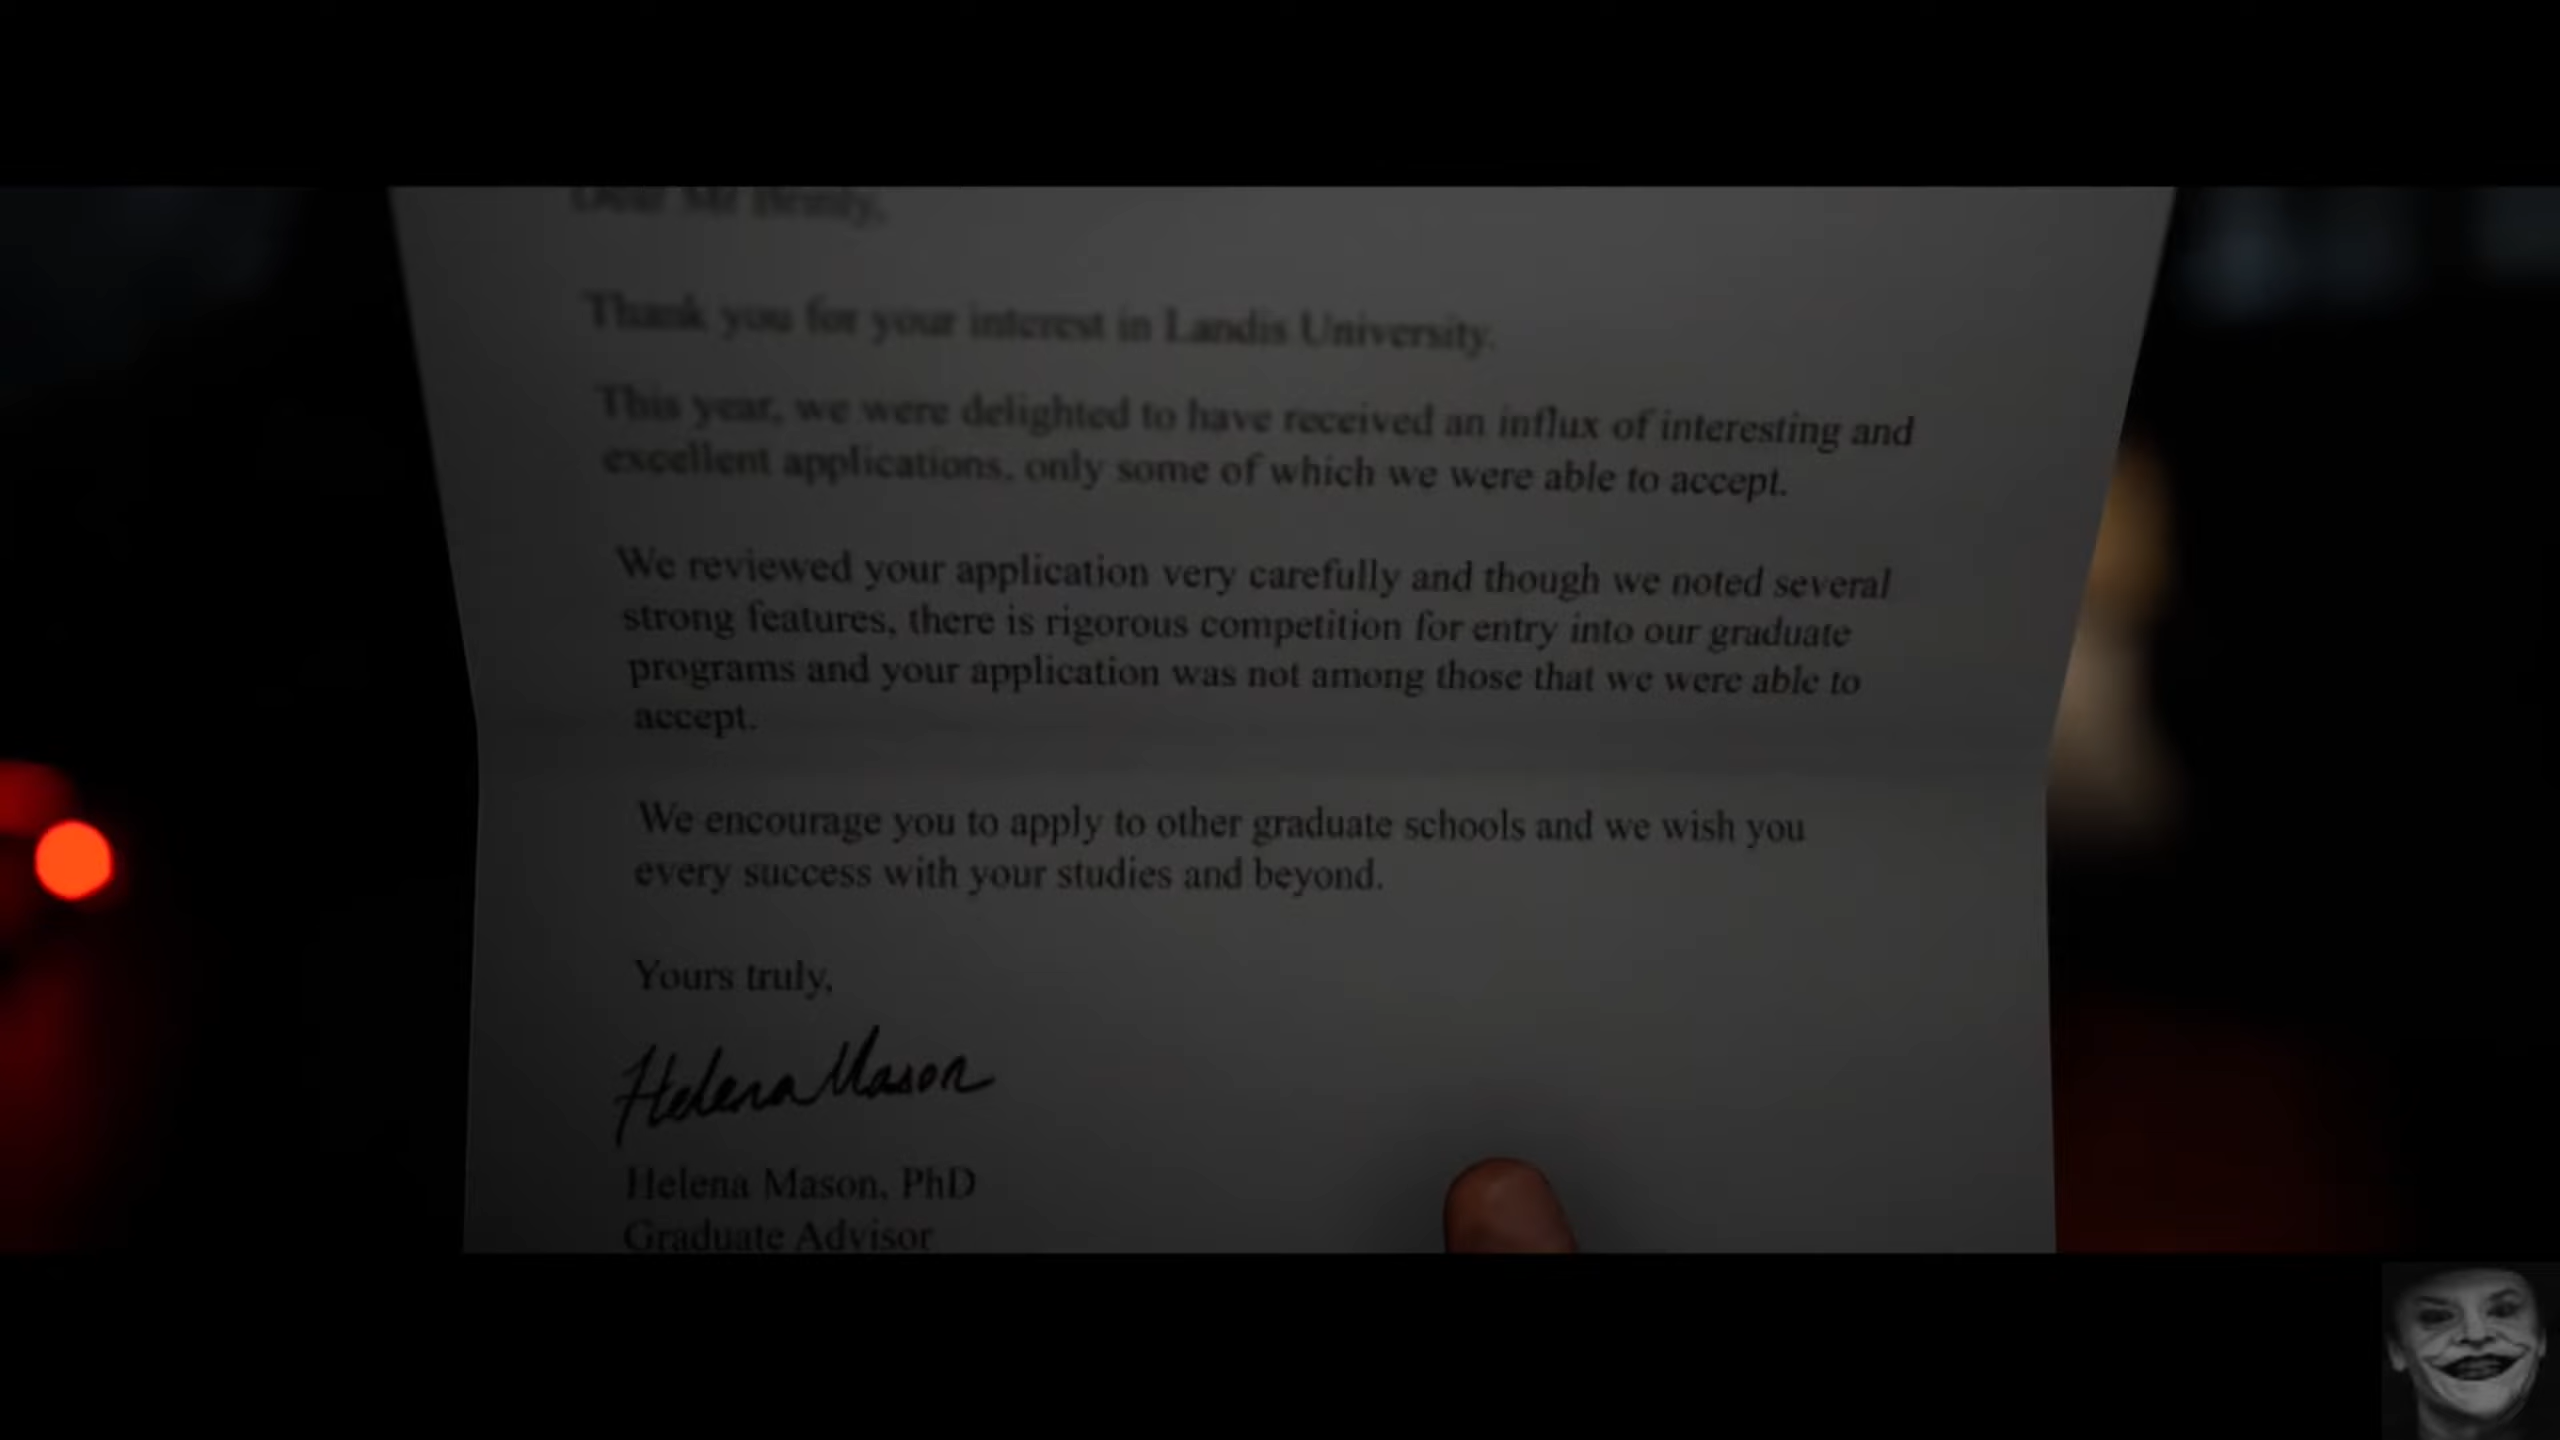 Dear Mr
Thank you for your interest in Landis University.
This year, we were delighted to have received an influx of interesting and
excellent applications, only some of which we were able to accept.
We reviewed your application very carefully and though we noted several
strong features, there is rigorous competition for entry into our graduate
programs and your application was not among those that we were able to
accept.
We encourage you to apply to other graduate schools and we wish you
every success with your studies and beyond.
Yours truly,
Helena Mason
Helena Mason, PhD
Graduate Advisor